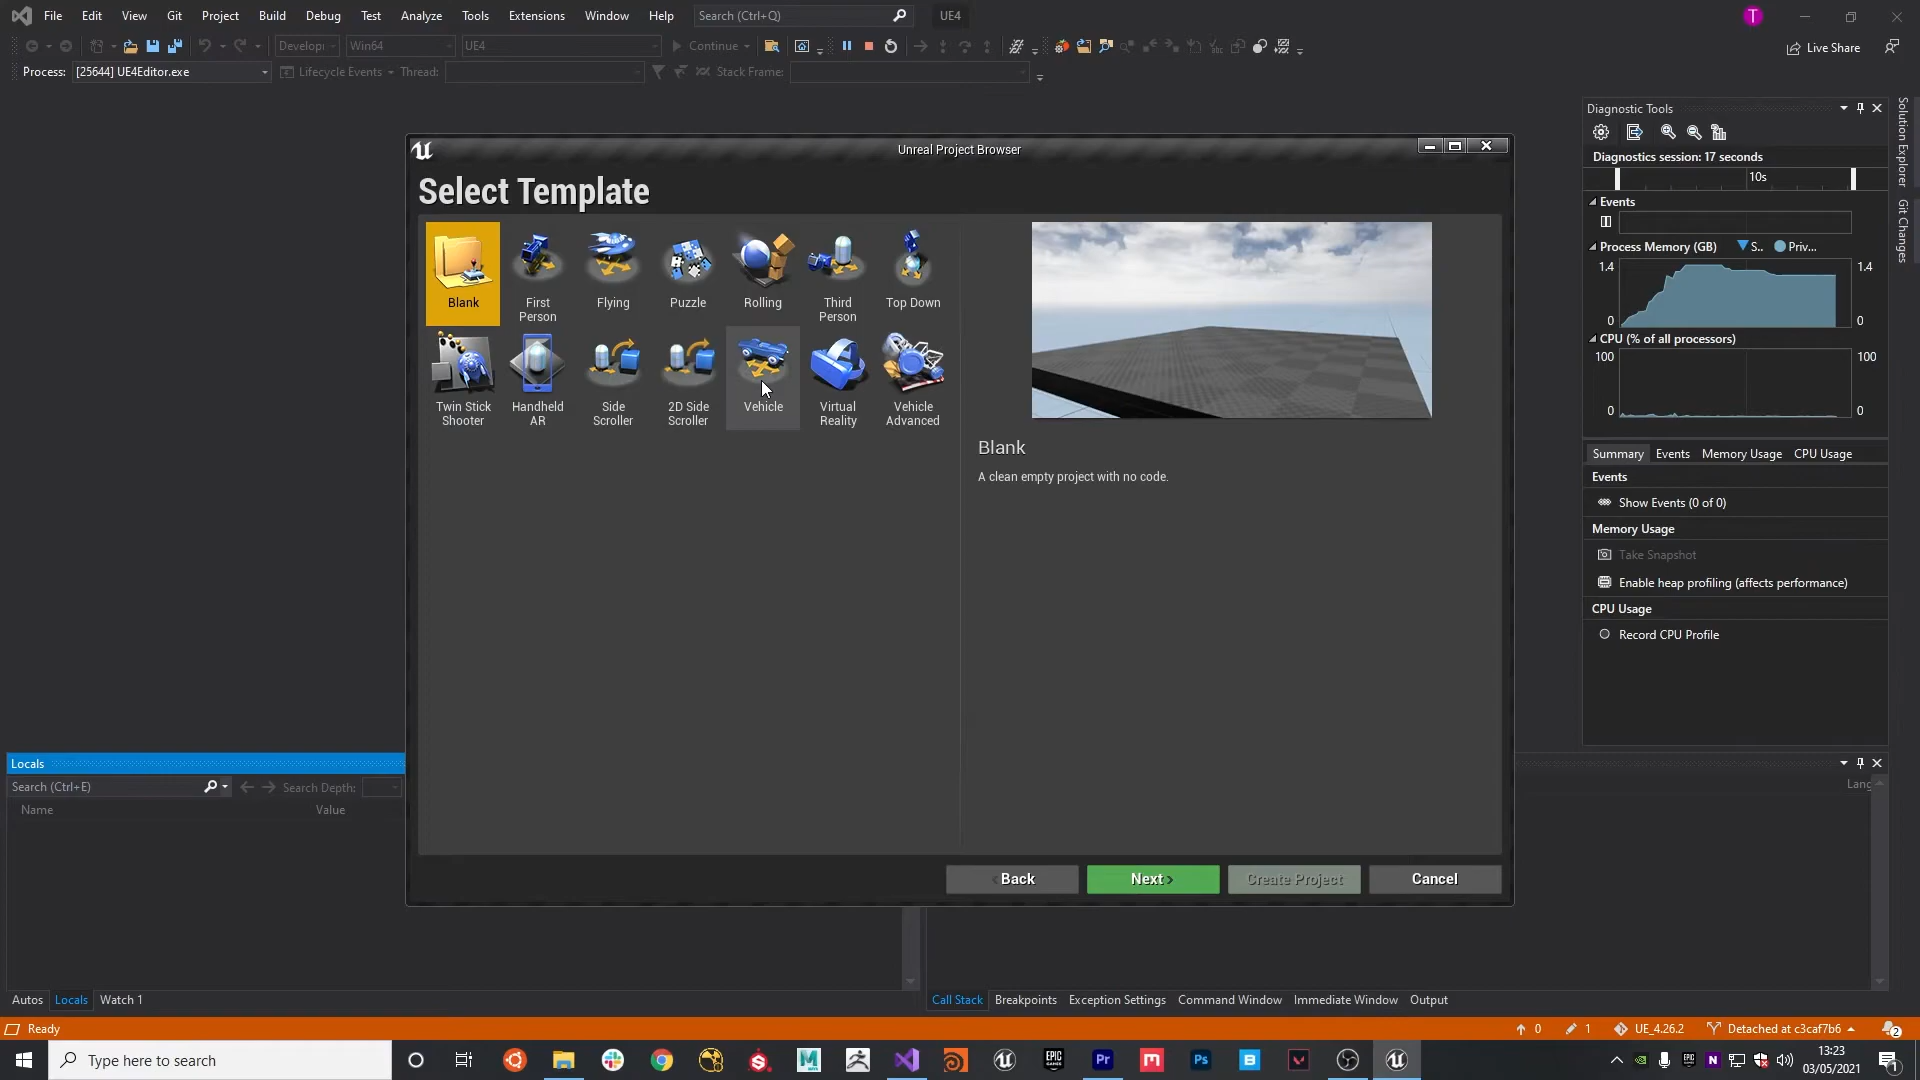 File Edit View Git Project Build Debug Test Analyze Tools Extensions Window Help Search (Ctrl+Q) UE4 T
Develop Win64 UE4 Continue Live Share
Process: [25644] UE4Editor.exe Lifecycle Events Thread: Stack Frame:
Unreal Project Browser
Select Template
Blank
First Person
Flying
Puzzle
Rolling
Third Person
Top Down
Twin Stick Shooter
Handheld AR
Side Scroller
2D Side Scroller
Vehicle
Virtual Reality
Vehicle Advanced
Blank
A clean empty project with no code.
Back Next > Create Project Cancel
Diagnostic Tools
Diagnostics session: 17 seconds
10s
Events
Process Memory (GB) S.. Priv...
1.4 1.4
0 0
CPU (% of all processors)
100 100
0 0
Summary Events Memory Usage CPU Usage
Events
Show Events (0 of 0)
Memory Usage
Take Snapshot
Enable heap profiling (affects performance)
CPU Usage
Record CPU Profile
Solution Explorer
Git Changes
Locals
Search (Ctrl+E) Search Depth:
Name Value
Lang
Autos Locals Watch 1
Call Stack Breakpoints Exception Settings Command Window Immediate Window Output
Ready 0 1 UE_4.26.2 Detached at c3caf7b6 2
Type here to search
EPIC GAMES
Pr
Ps
13:23
03/05/2021
1